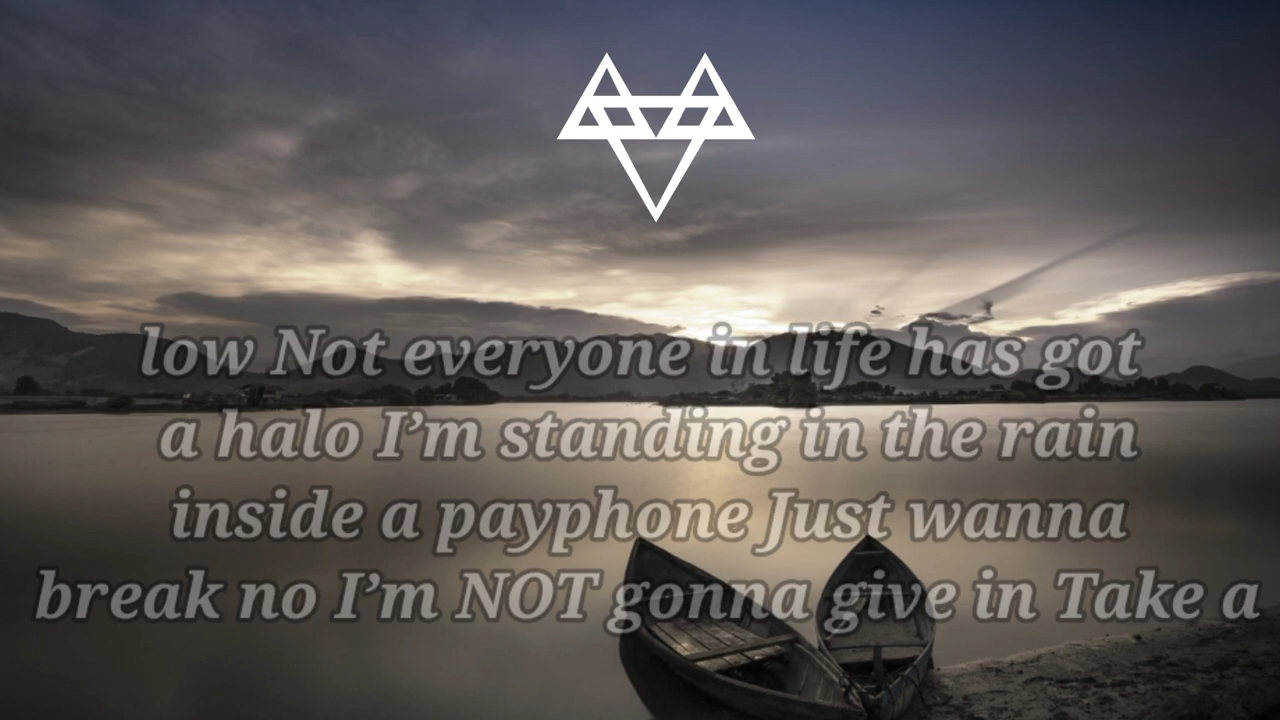 low Not everyone in life has got
a halo I’m standing in the rain
inside a payphone Just wanna
break no I’m NOT gonna give in Take a